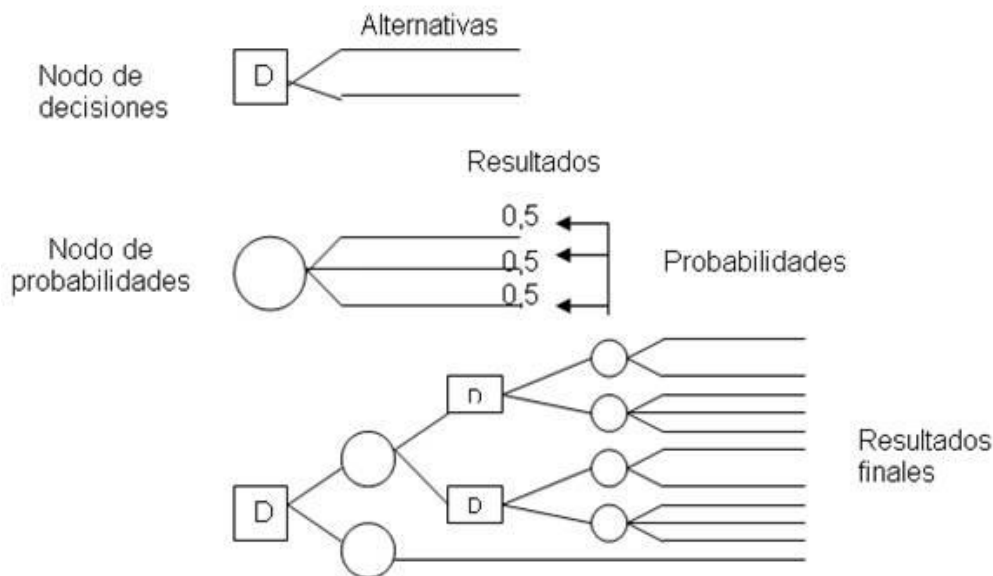 Alternativas
D
Nodo de
decisiones
Resultados
0,5
0,5
0,5
Nodo de
probabilidades
Probabilidades
D
D
D
Resultados
finales